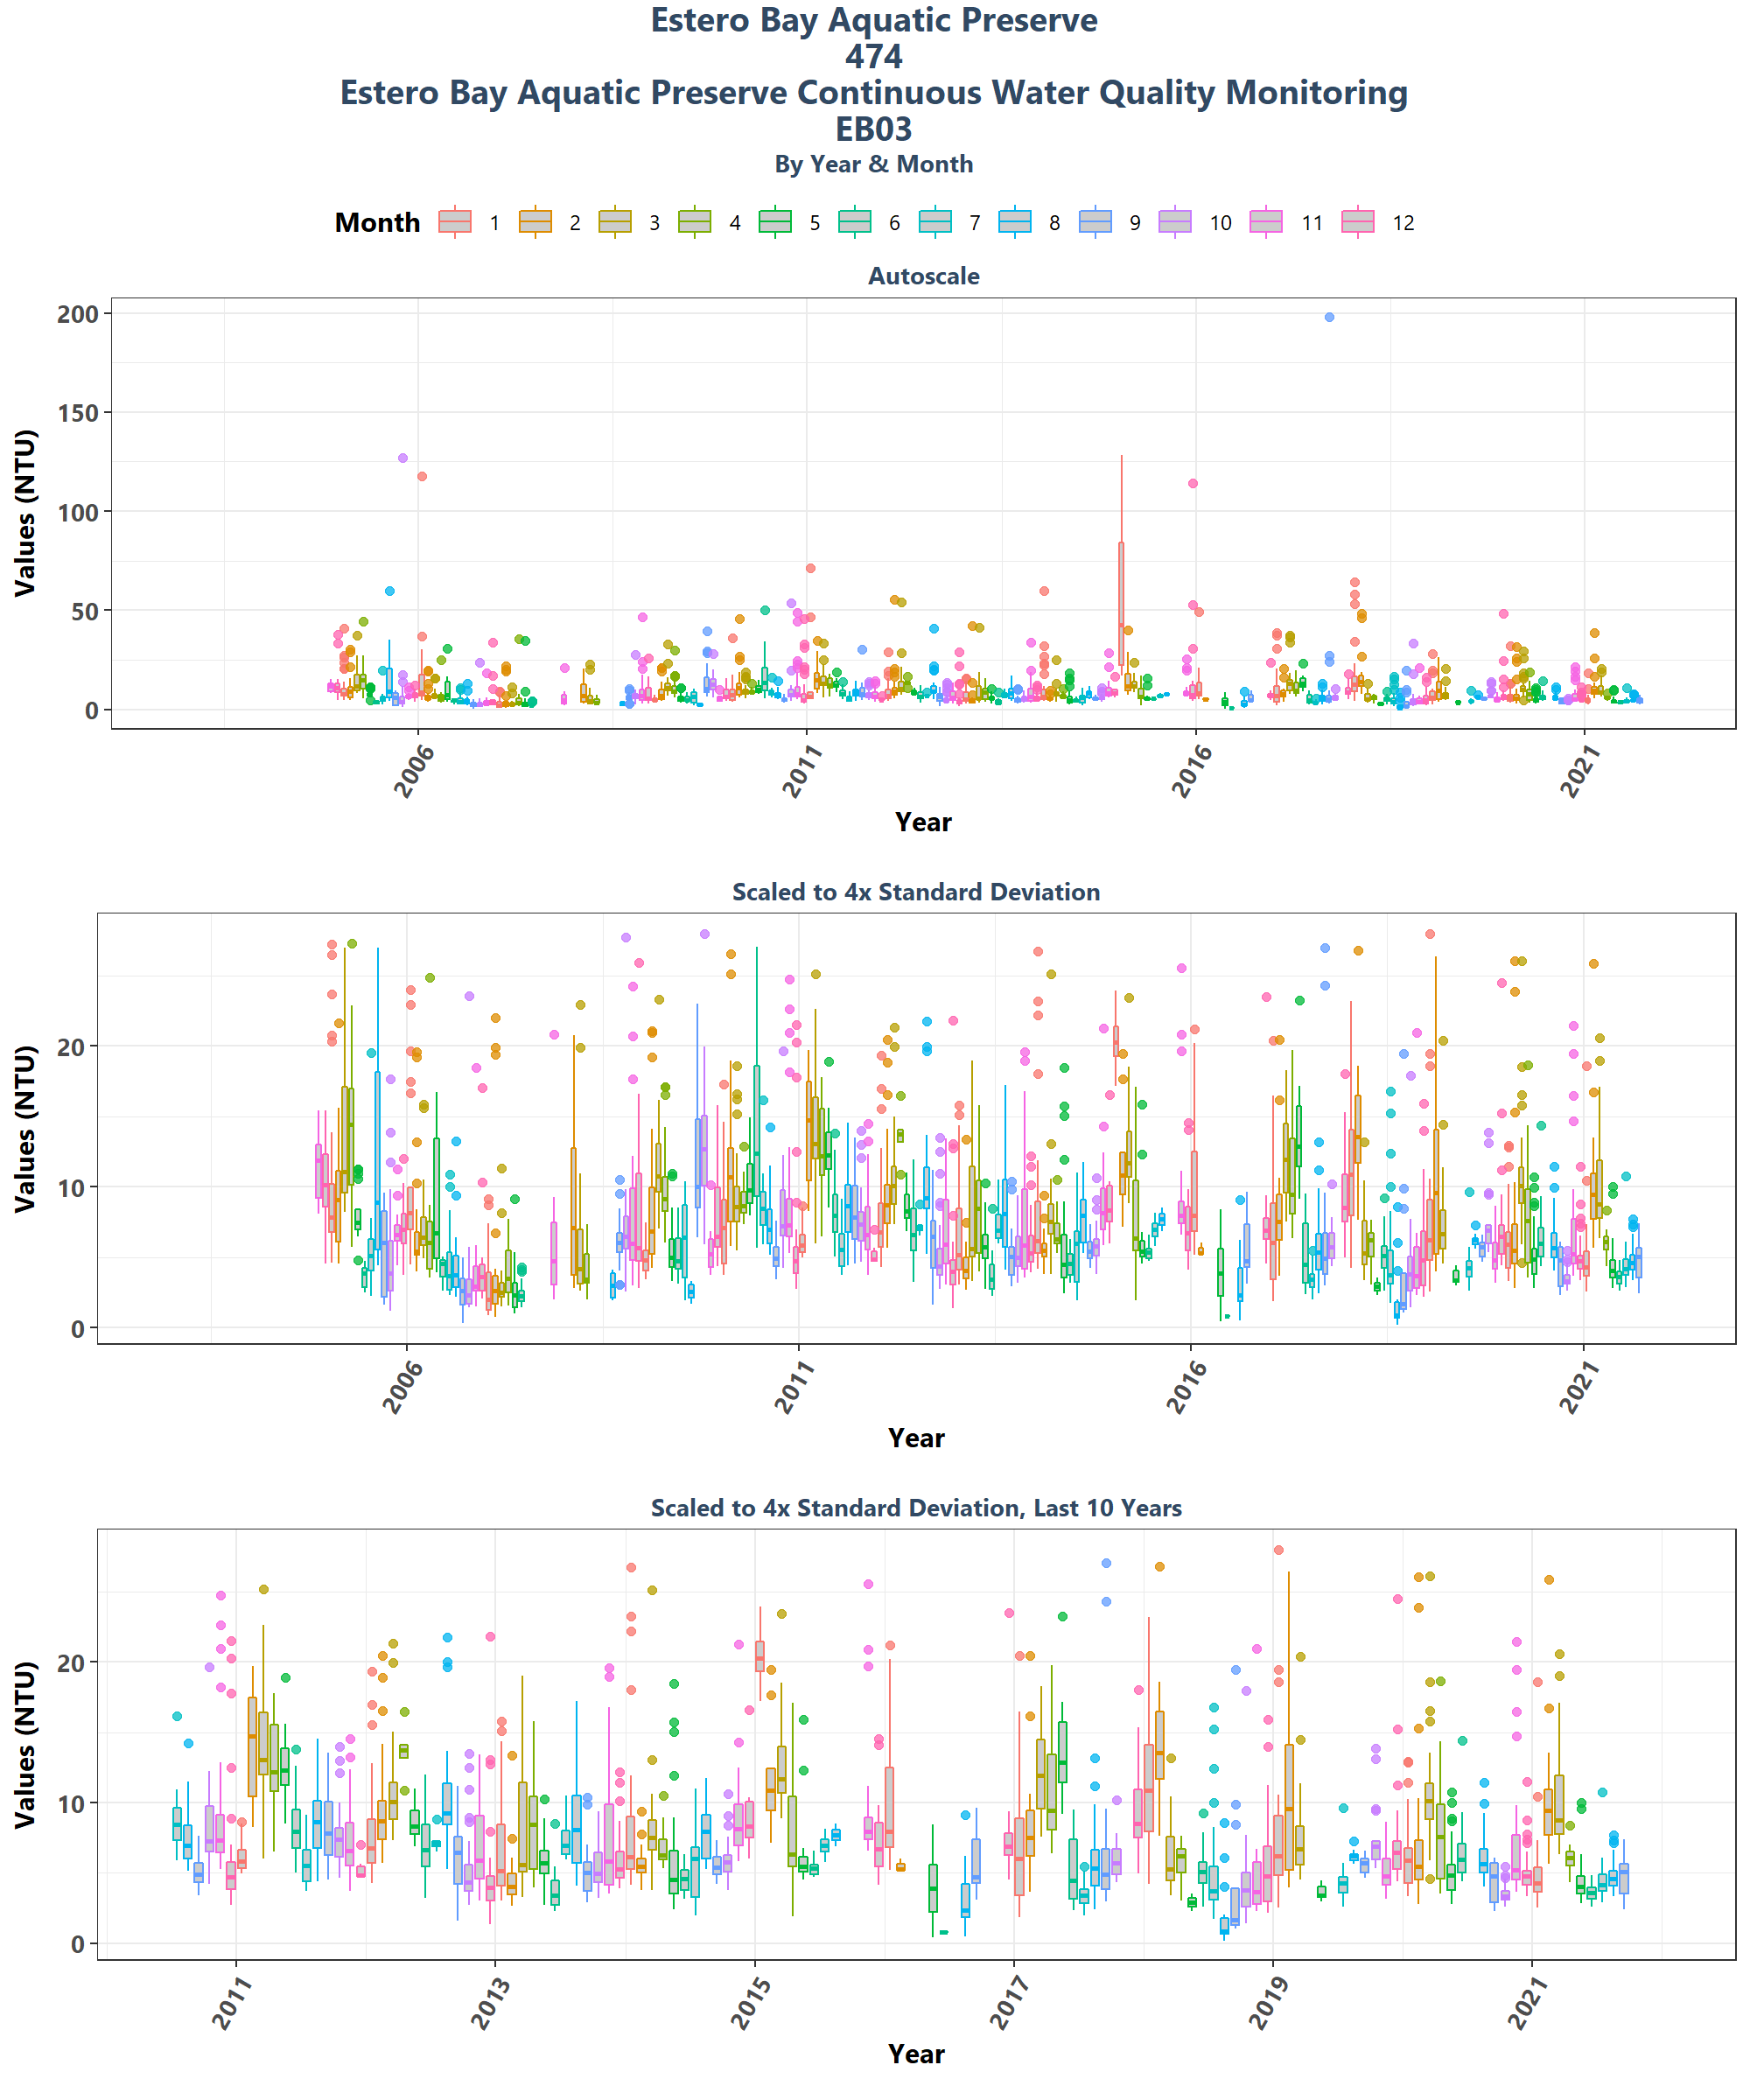 Estero Bay Aquatic Preserve
474
Estero Bay Aquatic Preserve Continuous Water Quality Monitoring
EB03
By Year & Month
Month 1 2 3 4 5 6 7 8 9 10 11 12
Autoscale
Values (NTU)
200
150
100
50
0
2006 2011 2016 2021
Year
Scaled to 4x Standard Deviation
Values (NTU)
20
10
0
2006 2011 2016 2021
Year
Scaled to 4x Standard Deviation, Last 10 Years
Values (NTU)
20
10
0
2011 2013 2015 2017 2019 2021
Year